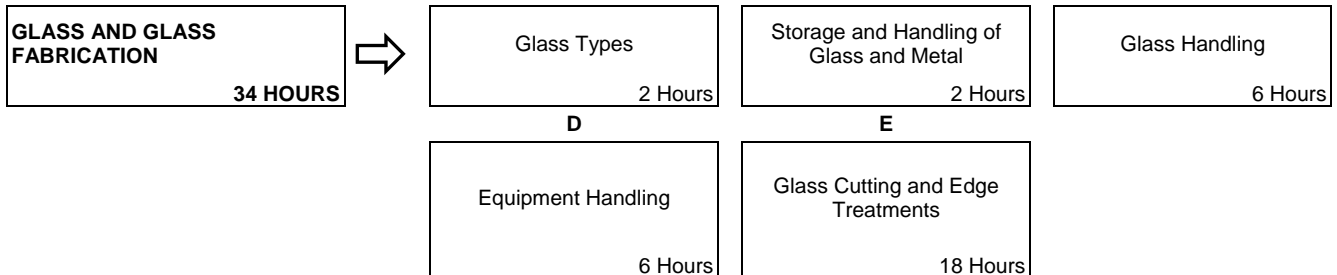 GLASS AND GLASS
FABRICATION
34 HOURS
Glass Types
2 Hours
Storage and Handling of
Glass and Metal
2 Hours
Glass Handling
6 Hours
D
E
Equipment Handling
6 Hours
Glass Cutting and Edge
Treatments
18 Hours